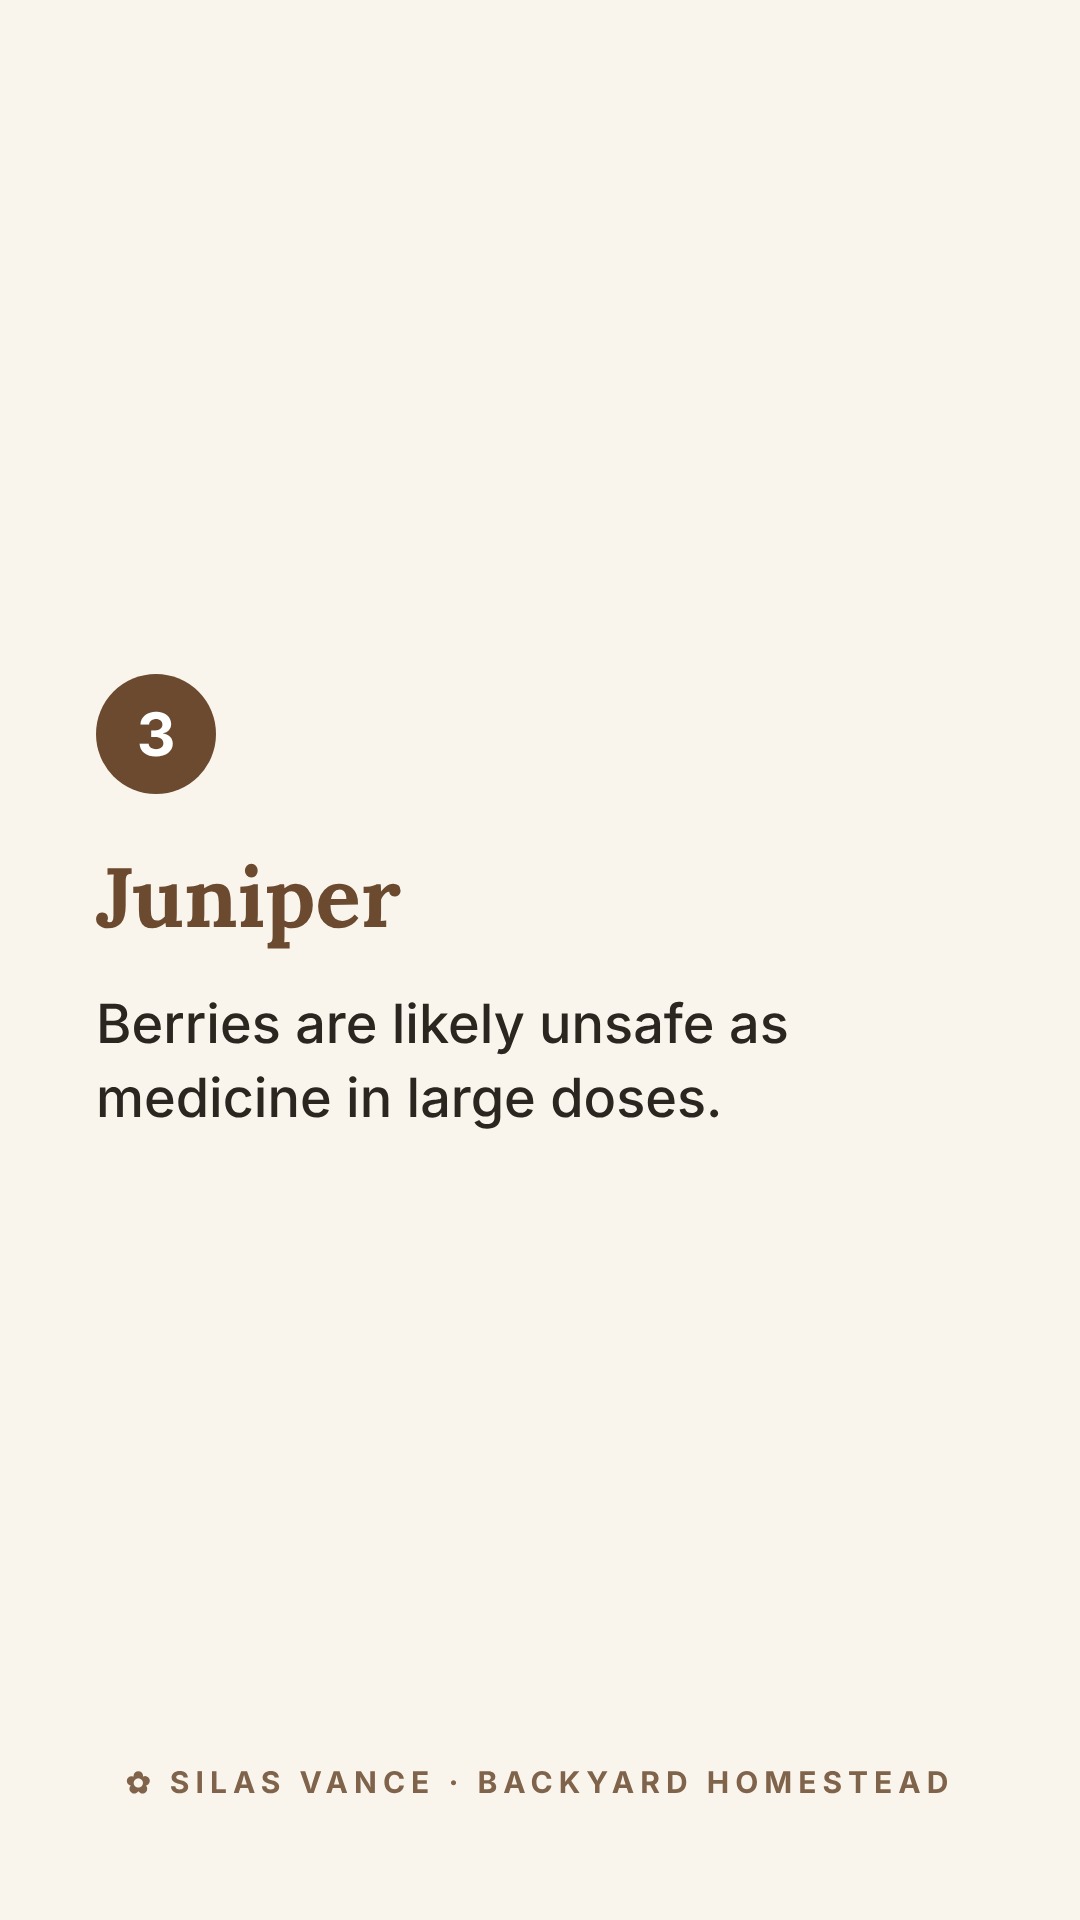 3
Juniper
Berries are likely unsafe as
medicine in large doses.
✿ SILAS VANCE · BACKYARD HOMESTEAD